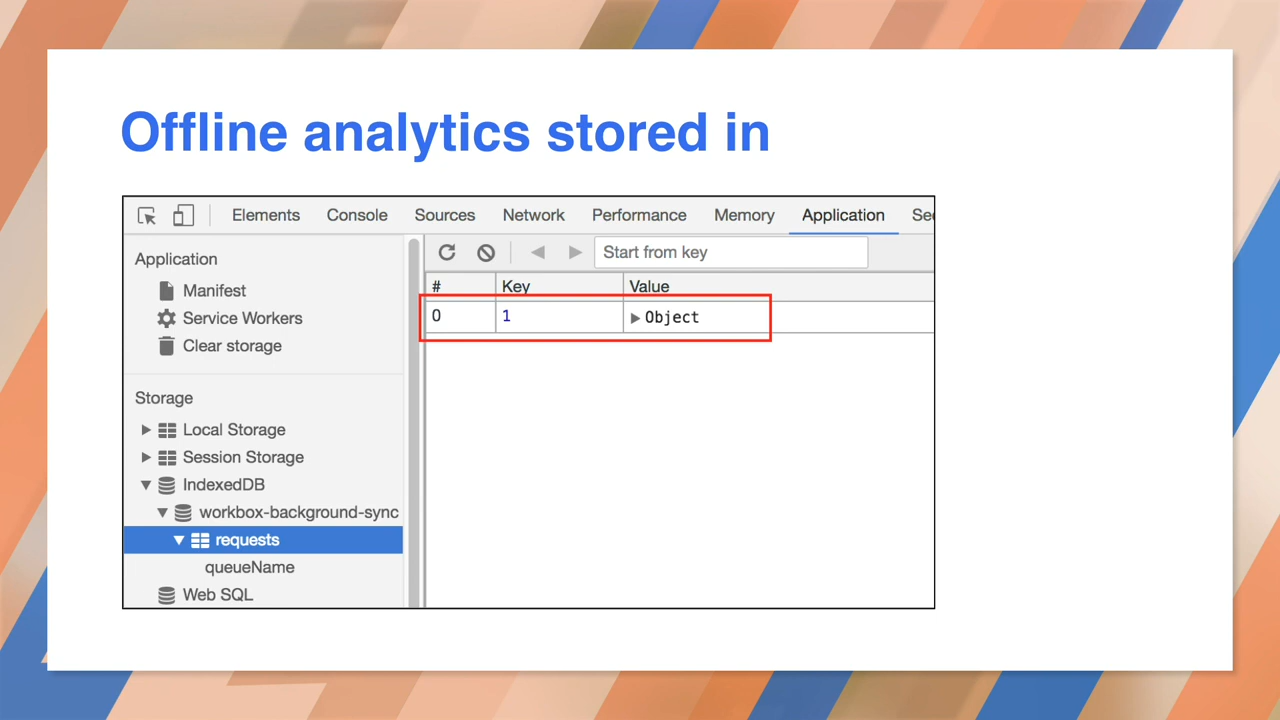 Offline analytics stored in
Elements Console Sources Network Performance Memory Application Sec
Start from key
# Key Value
0 1 Object
Application
Manifest
Service Workers
Clear storage
Storage
Local Storage
Session Storage
IndexedDB
workbox-background-sync
requests
queueName
Web SQL